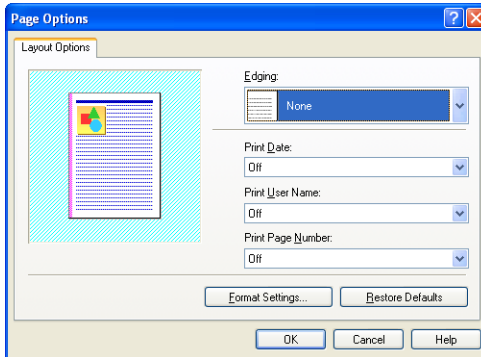 Page Options
Layout Options
Edging:
None
Print Date:
Off
Print User Name:
Off
Print Page Number:
Off
Format Settings... Restore Defaults
OK Cancel Help